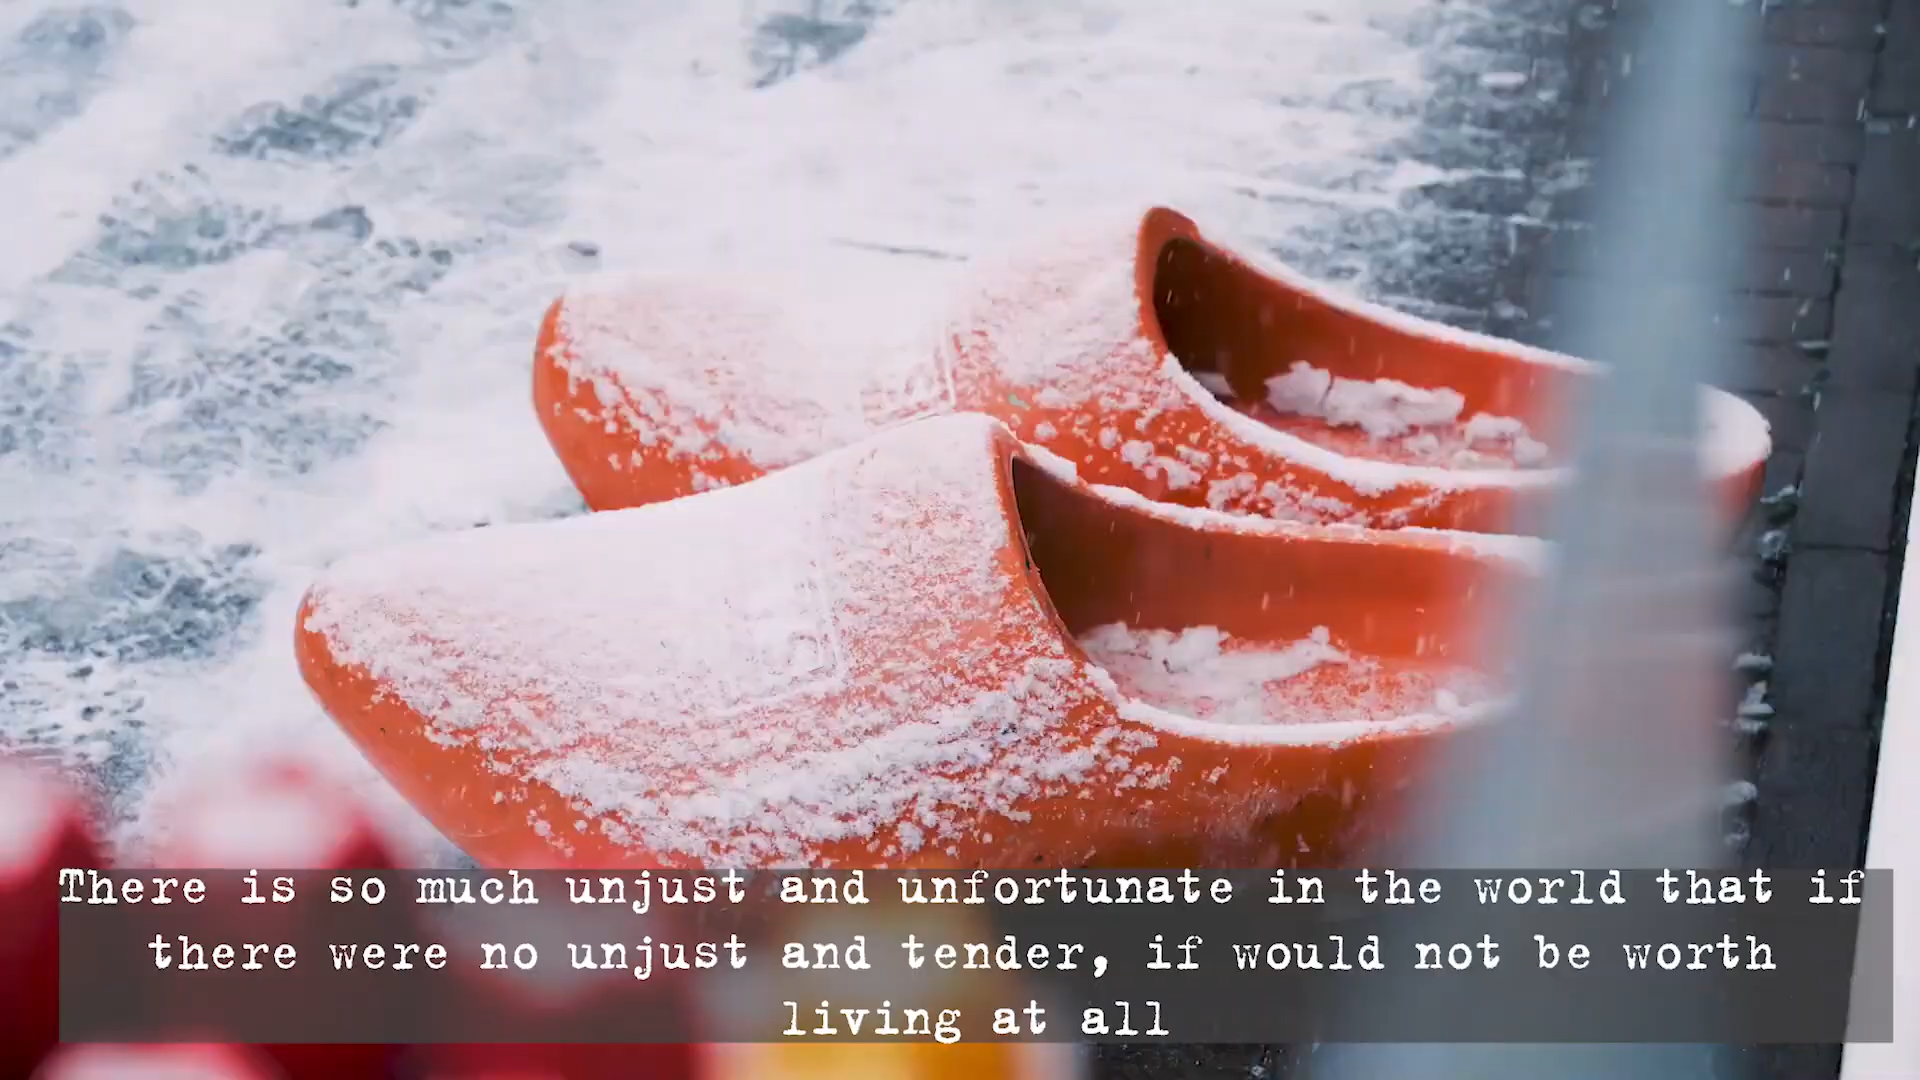 There is so much unjust and unfortunate in the world that if
there were no unjust and tender, if would not be worth
living at all